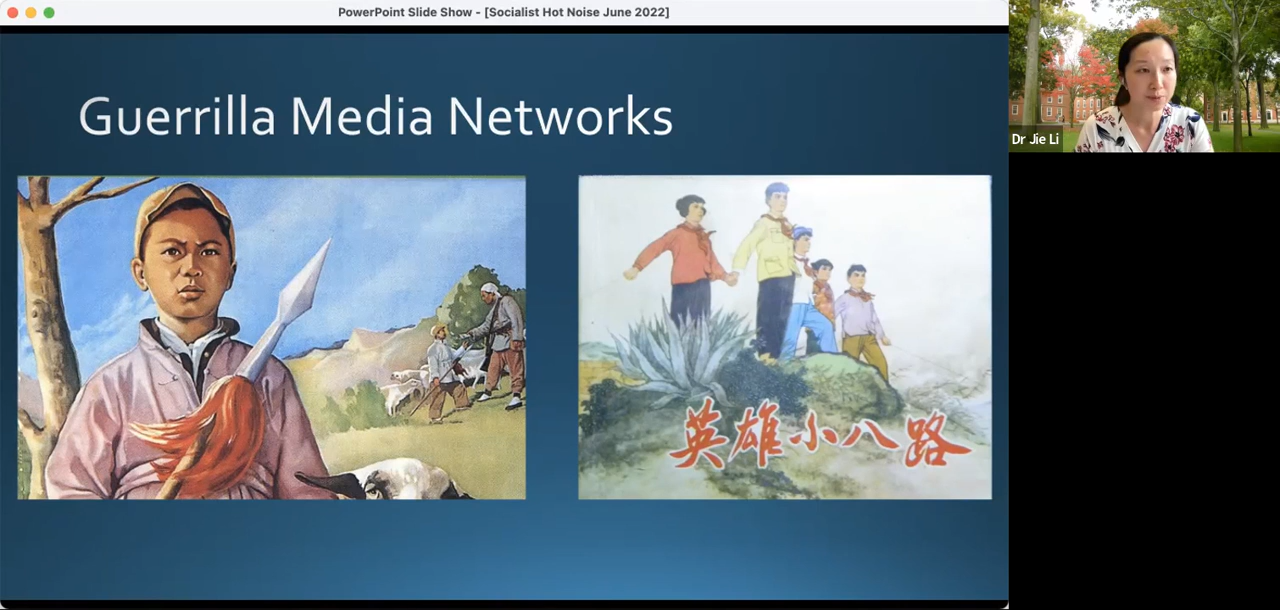 PowerPoint Slide Show - [Socialist Hot Noise June 2022]
Guerrilla Media Networks
英雄小八路
Dr Jie Li